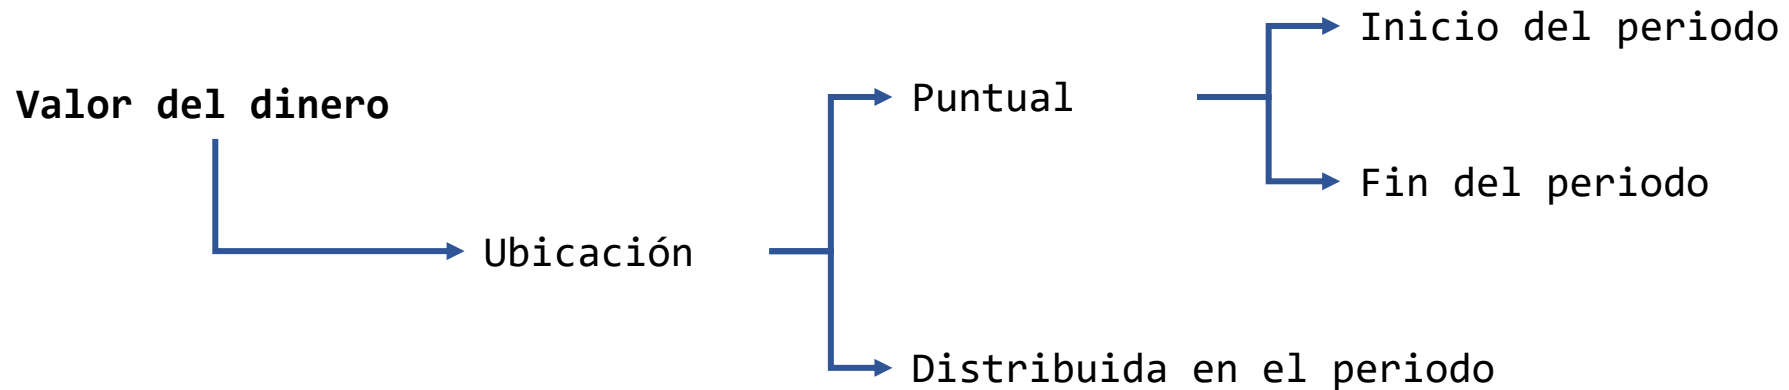 Valor del dinero
Ubicación
Puntual
Inicio del periodo
Fin del periodo
Distribuida en el periodo